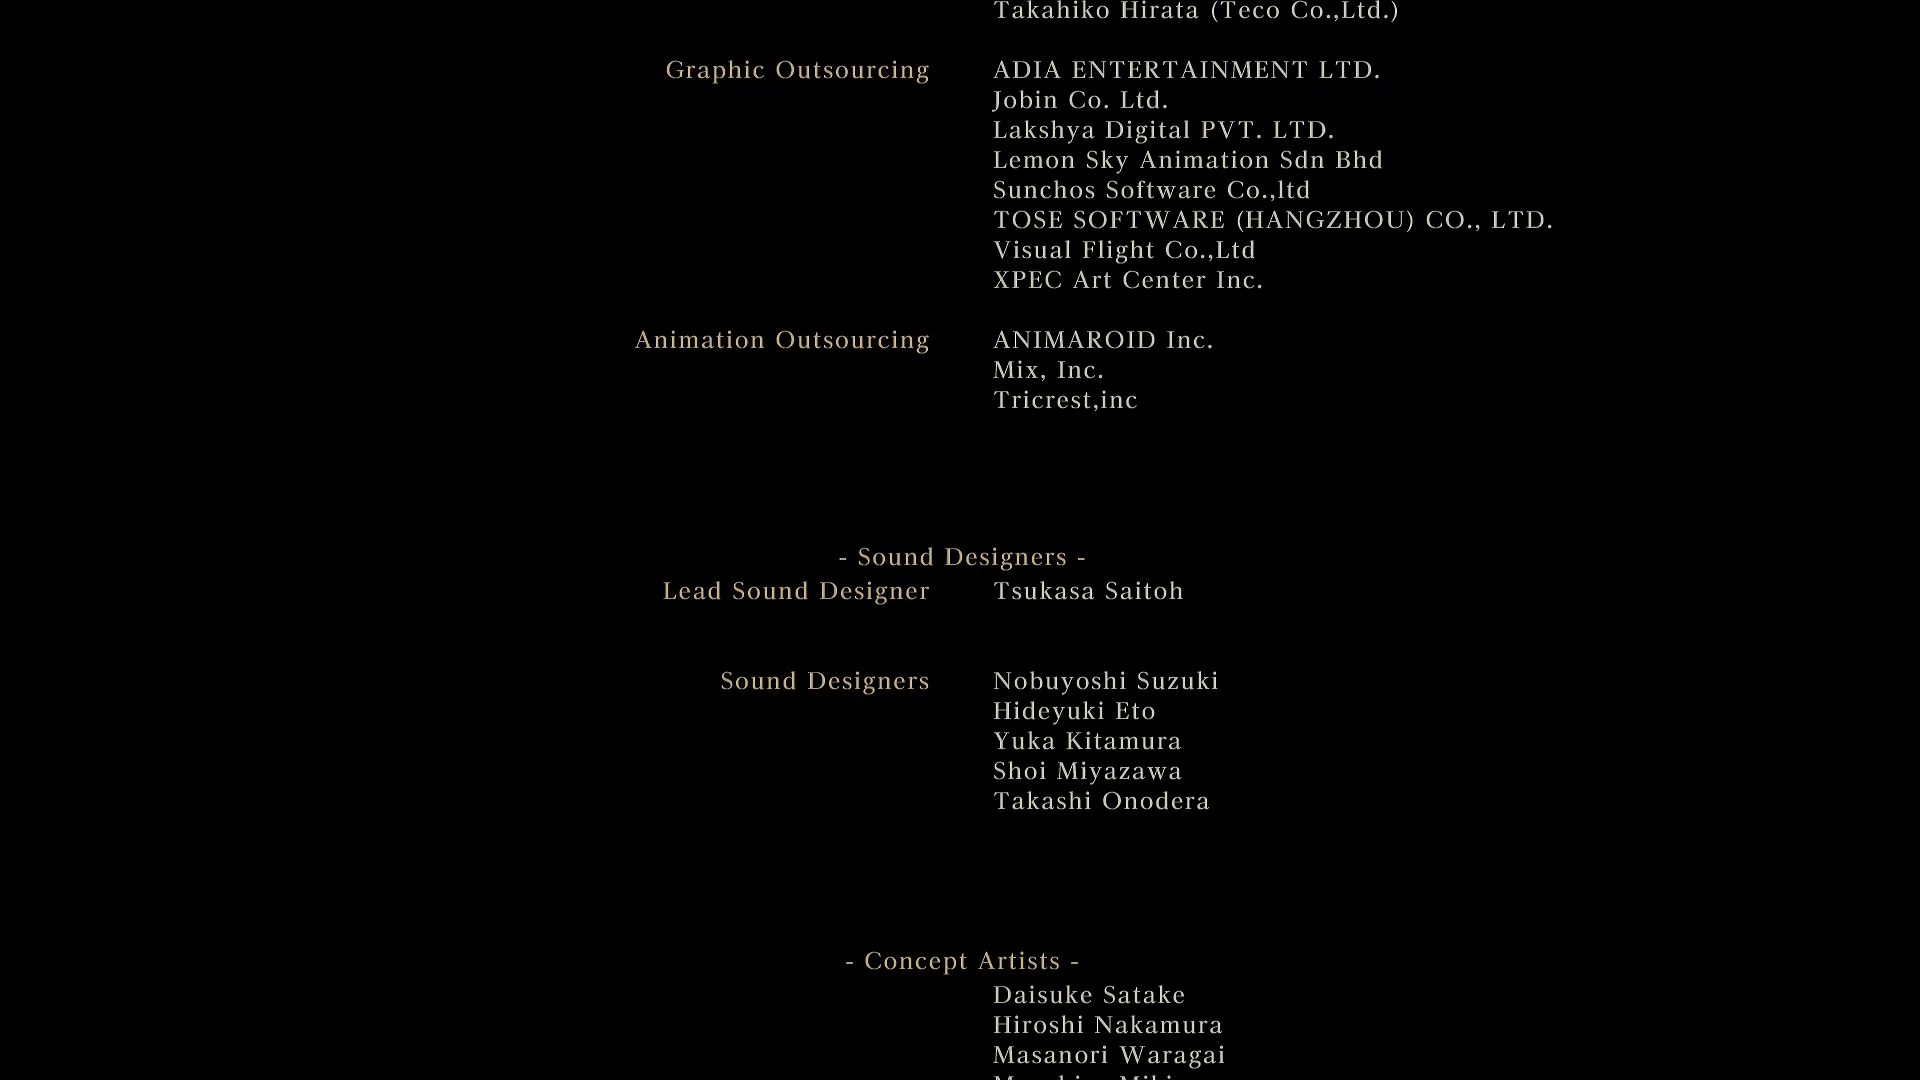 Takahiko Hirata (Teco Co.,Ltd.)
Graphic Outsourcing ADIA ENTERTAINMENT LTD.
Jobin Co. Ltd.
Lakshya Digital PVT. LTD.
Lemon Sky Animation Sdn Bhd
Sunchos Software Co.,ltd
TOSE SOFTWARE (HANGZHOU) CO., LTD.
Visual Flight Co.,Ltd
XPEC Art Center Inc.
Animation Outsourcing ANIMAROID Inc.
Mix, Inc.
Tricrest,inc
- Sound Designers -
Lead Sound Designer Tsukasa Saitoh
Sound Designers Nobuyoshi Suzuki
Hideyuki Eto
Yuka Kitamura
Shoi Miyazawa
Takashi Onodera
- Concept Artists -
Daisuke Satake
Hiroshi Nakamura
Masanori Waragai